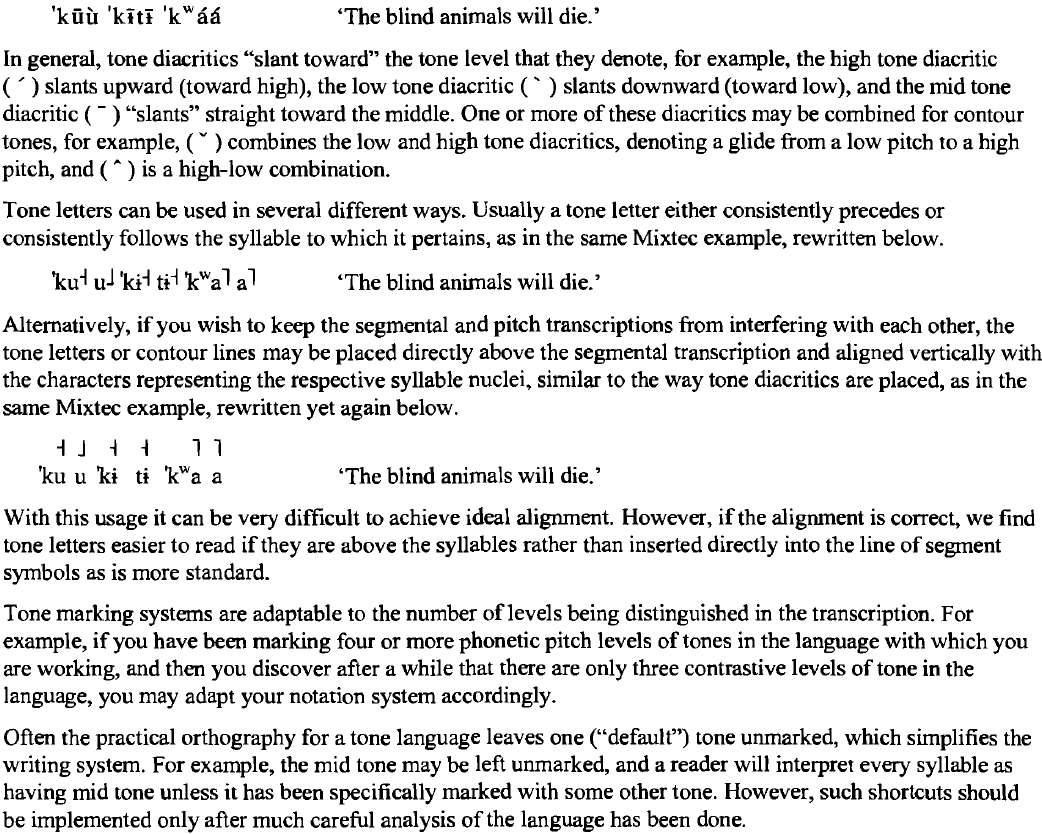 ˈkūù ˈkɨ̄tɨ̄ ˈkʷáá ‘The blind animals will die.’
In general, tone diacritics “slant toward” the tone level that they denote, for example, the high tone diacritic
( ´ ) slants upward (toward high), the low tone diacritic ( ` ) slants downward (toward low), and the mid tone
diacritic ( ¯ ) “slants” straight toward the middle. One or more of these diacritics may be combined for contour
tones, for example, ( ˇ ) combines the low and high tone diacritics, denoting a glide from a low pitch to a high
pitch, and ( ˆ ) is a high-low combination.
Tone letters can be used in several different ways. Usually a tone letter either consistently precedes or
consistently follows the syllable to which it pertains, as in the same Mixtec example, rewritten below.
ˈku˧ u˩ ˈkɨ˧ tɨ˧ ˈkʷa˥ a˥ ‘The blind animals will die.’
Alternatively, if you wish to keep the segmental and pitch transcriptions from interfering with each other, the
tone letters or contour lines may be placed directly above the segmental transcription and aligned vertically with
the characters representing the respective syllable nuclei, similar to the way tone diacritics are placed, as in the
same Mixtec example, rewritten yet again below.
˧ ˩ ˧ ˧ ˥ ˥
ˈku u ˈkɨ tɨ ˈkʷa a ‘The blind animals will die.’
With this usage it can be very difficult to achieve ideal alignment. However, if the alignment is correct, we find
tone letters easier to read if they are above the syllables rather than inserted directly into the line of segment
symbols as is more standard.
Tone marking systems are adaptable to the number of levels being distinguished in the transcription. For
example, if you have been marking four or more phonetic pitch levels of tones in the language with which you
are working, and then you discover after a while that there are only three contrastive levels of tone in the
language, you may adapt your notation system accordingly.
Often the practical orthography for a tone language leaves one (“default”) tone unmarked, which simplifies the
writing system. For example, the mid tone may be left unmarked, and a reader will interpret every syllable as
having mid tone unless it has been specifically marked with some other tone. However, such shortcuts should
be implemented only after much careful analysis of the language has been done.